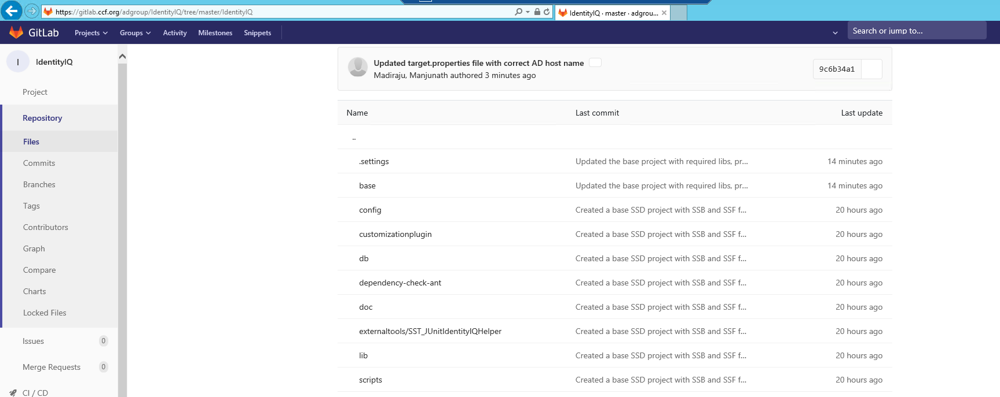 https://gitlab.ccf.org/adgroup/IdentityIQ/tree/master/IdentityIQ
IdentityIQ · master · adgrou...
GitLab
Projects
Groups
Activity
Milestones
Snippets
Search or jump to...
I
IdentityIQ
Project
Repository
Files
Commits
Branches
Tags
Contributors
Graph
Compare
Charts
Locked Files
Issues 0
Merge Requests 0
CI / CD
Updated target.properties file with correct AD host name
Madiraju, Manjunath authored 3 minutes ago
9c6b34a1
Name Last commit Last update
..
.settings Updated the base project with required libs, pr... 14 minutes ago
base Updated the base project with required libs, pr... 14 minutes ago
config Created a base SSD project with SSB and SSF f... 20 hours ago
customizationplugin Created a base SSD project with SSB and SSF f... 20 hours ago
db Created a base SSD project with SSB and SSF f... 20 hours ago
dependency-check-ant Created a base SSD project with SSB and SSF f... 20 hours ago
doc Created a base SSD project with SSB and SSF f... 20 hours ago
externaltools/SST_JUnitIdentityIQHelper Created a base SSD project with SSB and SSF f... 20 hours ago
lib Created a base SSD project with SSB and SSF f... 20 hours ago
scripts Created a base SSD project with SSB and SSF f... 20 hours ago